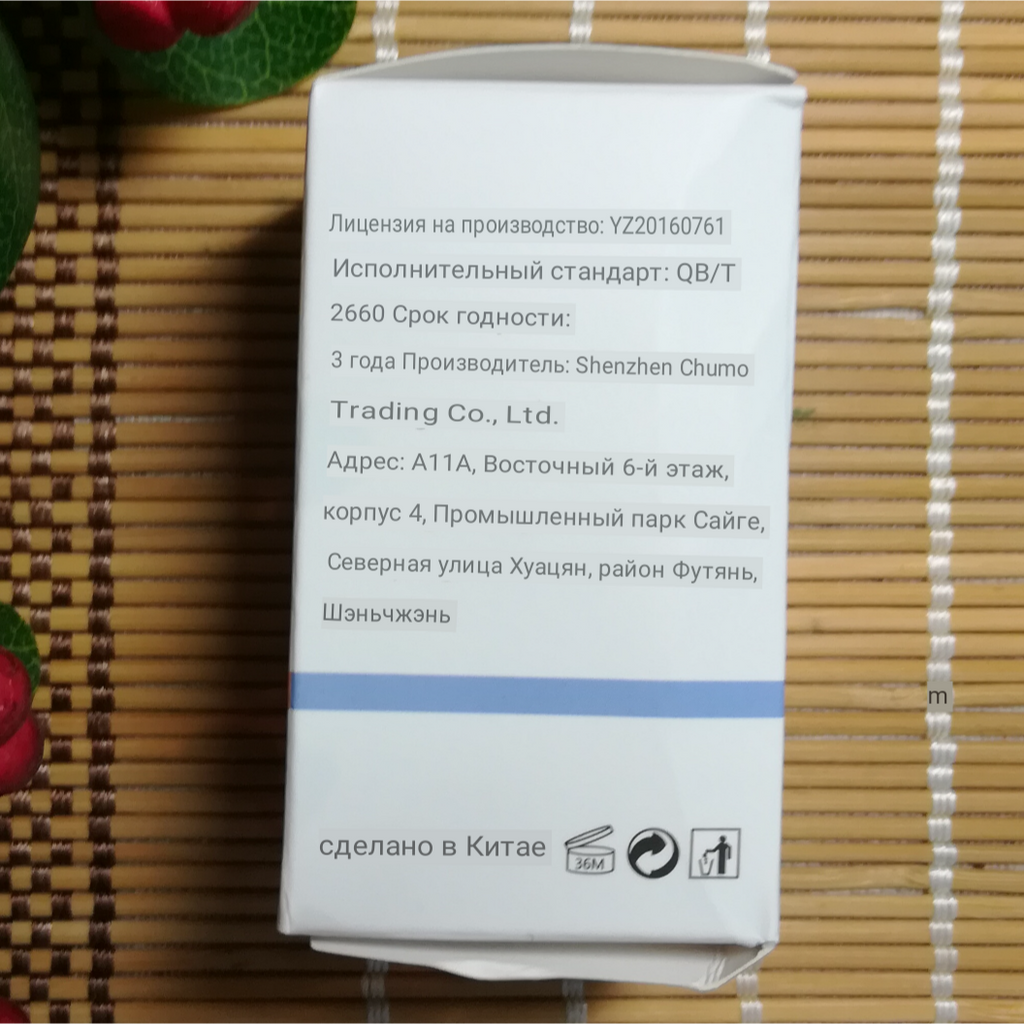 Лицензия на производство: YZ20160761
Исполнительный стандарт: QB/T
2660 Срок годности:
3 года Производитель: Shenzhen Chumo
Trading Co., Ltd.
Адрес: A11A, Восточный 6-й этаж,
корпус 4, Промышленный парк Сайге,
Северная улица Хуацян, район Футянь,
Шэньчжэнь
m
сделано в Китае
36M